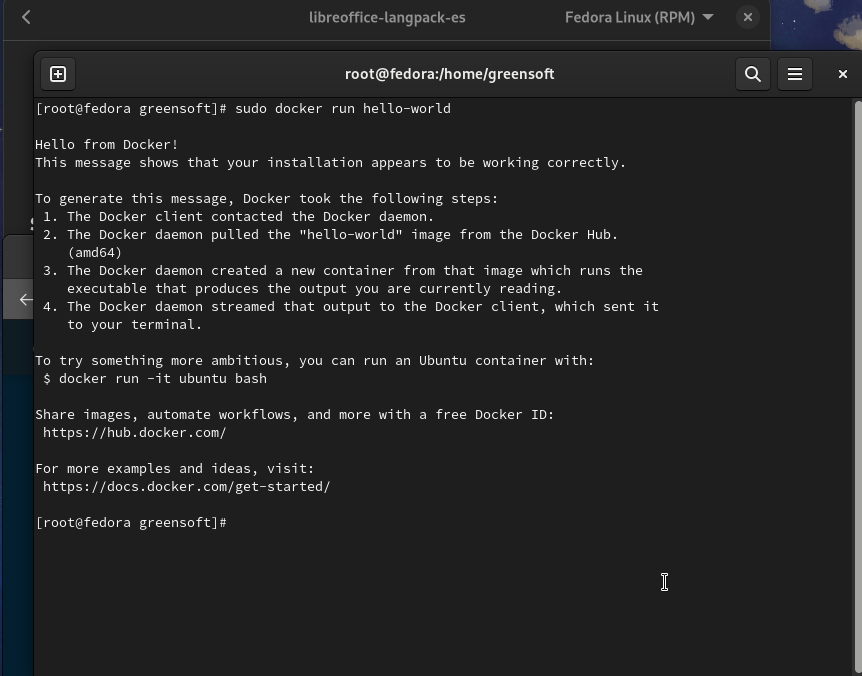 libreoffice-langpack-es
Fedora Linux (RPM)
root@fedora:/home/greensoft
[root@fedora greensoft]# sudo docker run hello-world
Hello from Docker!
This message shows that your installation appears to be working correctly.
To generate this message, Docker took the following steps:
1. The Docker client contacted the Docker daemon.
2. The Docker daemon pulled the "hello-world" image from the Docker Hub.
(amd64)
3. The Docker daemon created a new container from that image which runs the
executable that produces the output you are currently reading.
4. The Docker daemon streamed that output to the Docker client, which sent it
to your terminal.
To try something more ambitious, you can run an Ubuntu container with:
$ docker run -it ubuntu bash
Share images, automate workflows, and more with a free Docker ID:
https://hub.docker.com/
For more examples and ideas, visit:
https://docs.docker.com/get-started/
[root@fedora greensoft]#